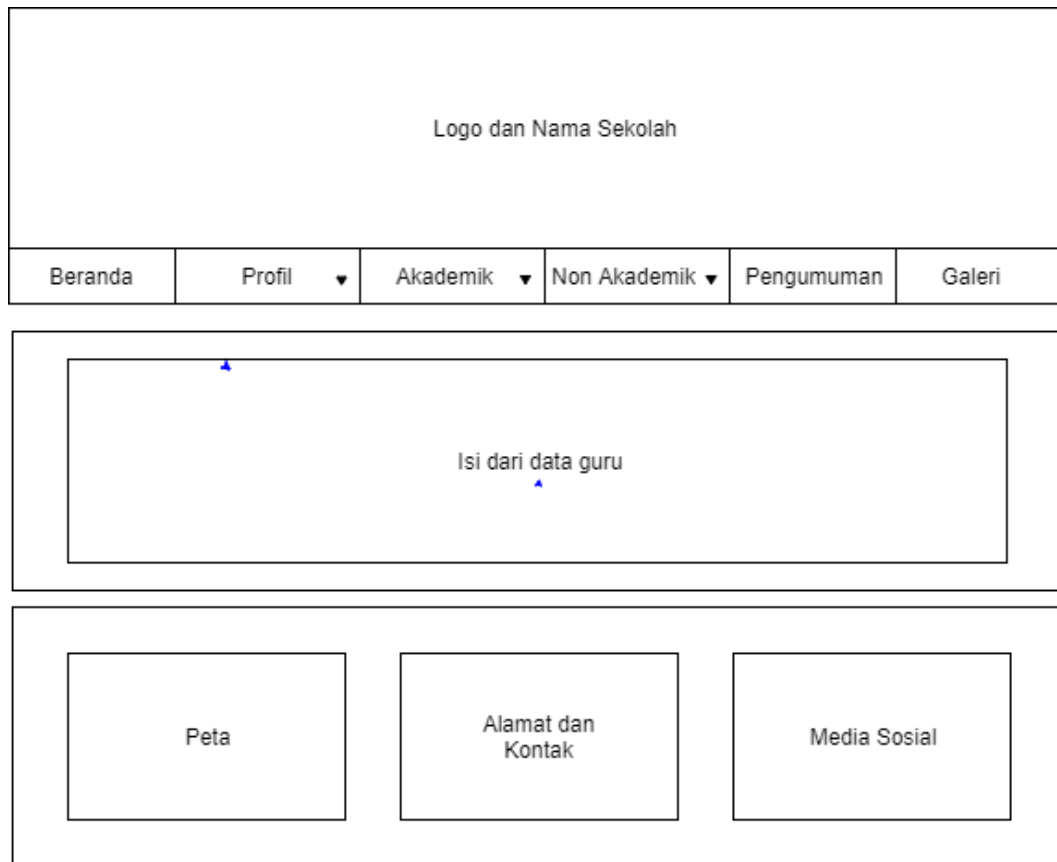 Logo dan Nama Sekolah
Beranda Profil Akademik Non Akademik Pengumuman Galeri
Isi dari data guru
Peta
Alamat dan
Kontak
Media Sosial